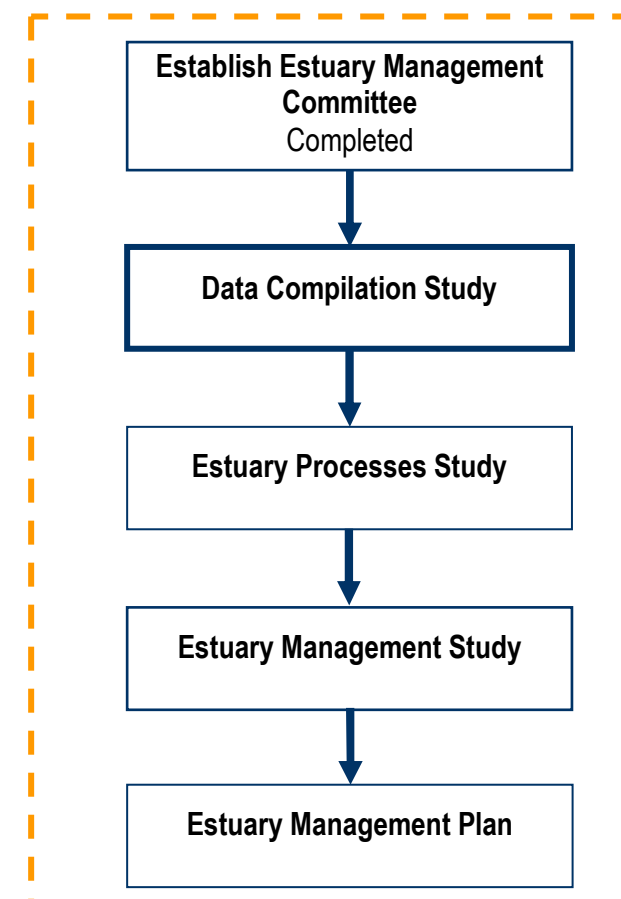 Establish Estuary Management
Committee
Completed
Data Compilation Study
Estuary Processes Study
Estuary Management Study
Estuary Management Plan